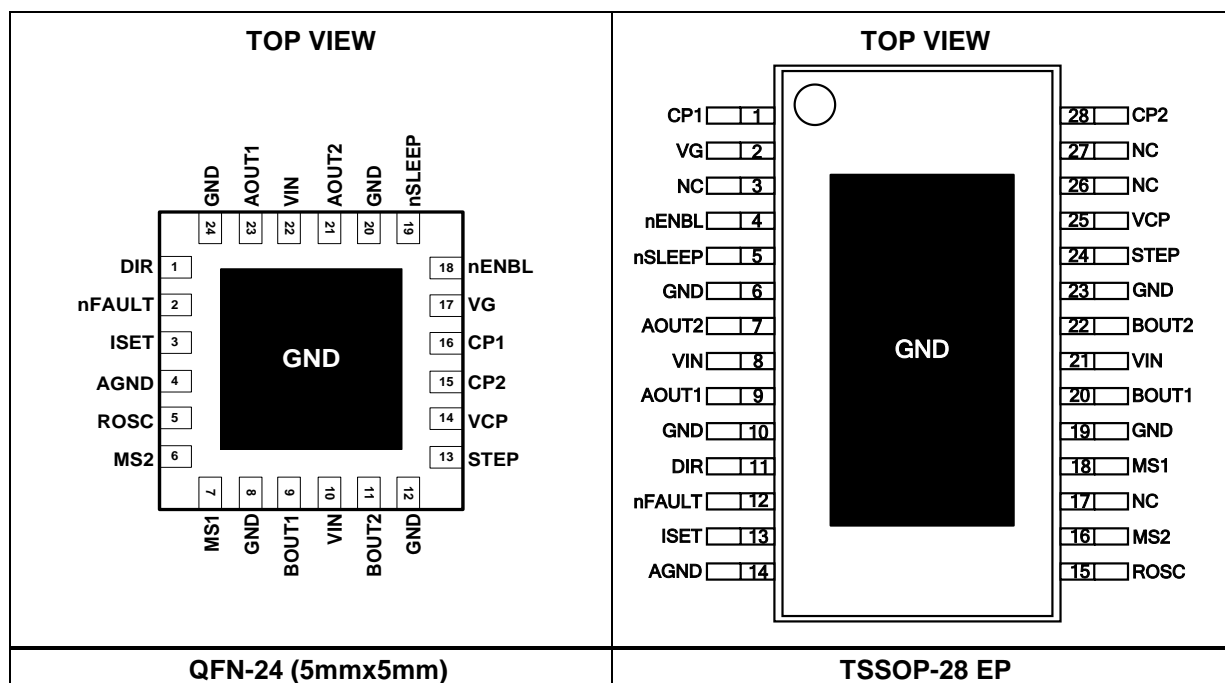 TOP VIEW
GND
AOUT1
VIN
AOUT2
GND
nSLEEP
24
23
22
21
20
19
DIR 1
nFAULT 2
ISET 3
AGND 4
ROSC 5
MS2 6
GND
18 nENBL
17 VG
16 CP1
15 CP2
14 VCP
13 STEP
7
8
9
10
11
12
MS1
GND
BOUT1
VIN
BOUT2
GND
QFN-24 (5mmx5mm)
TOP VIEW
CP1 1
VG 2
NC 3
nENBL 4
nSLEEP 5
GND 6
AOUT2 7
VIN 8
AOUT1 9
GND 10
DIR 11
nFAULT 12
ISET 13
AGND 14
GND
28 CP2
27 NC
26 NC
25 VCP
24 STEP
23 GND
22 BOUT2
21 VIN
20 BOUT1
19 GND
18 MS1
17 NC
16 MS2
15 ROSC
TSSOP-28 EP